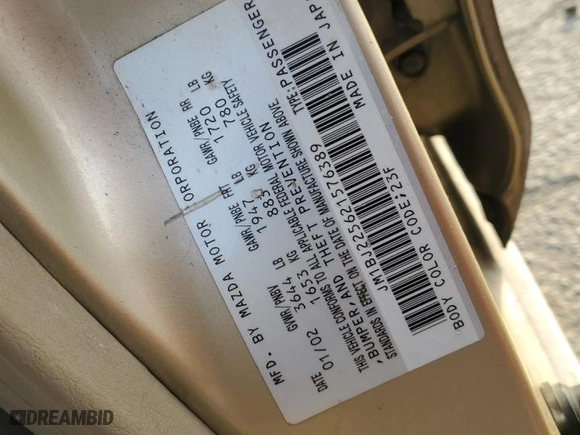 MFD. BY MAZDA MOTOR CORPORATION
DATE GVWR/PNBV GAWR/PNBE FRT GAWR/PNBE RR
01/02 3644 LB 1947 LB 1720 LB
1653 KG 883 KG 780 KG
THIS VEHICLE CONFORMS TO ALL APPLICABLE FEDERAL MOTOR VEHICLE SAFETY
, BUMPER, AND THEFT PREVENTION
STANDARDS IN EFFECT ON THE DATE OF MANUFACTURE SHOWN ABOVE.
JM1BJ225621576389 TYPE: PASSENGER
BODY COLOR CODE: 23F MADE IN JAP
DREAMBID